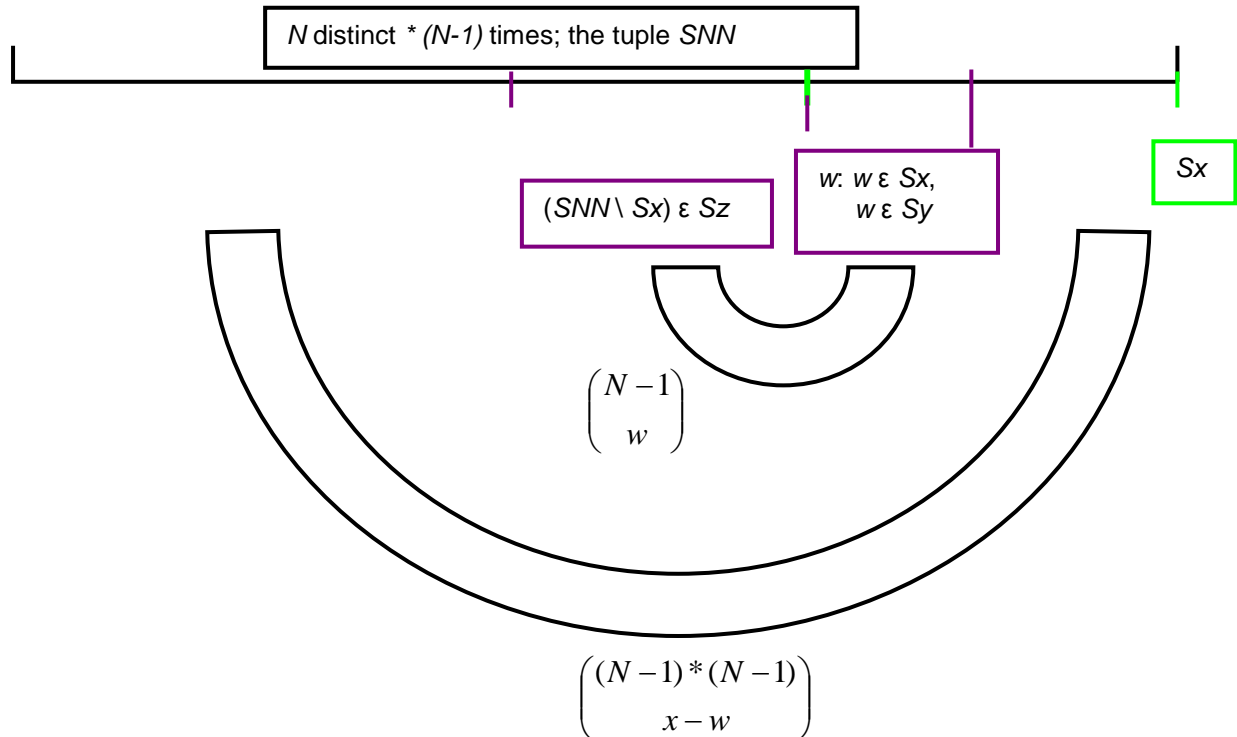 N distinct * (N-1) times; the tuple SNN
Sx
w: w ε Sx,
w ε Sy
(SNN \ Sx) ε Sz
(N − 1
w)
((N − 1) * (N − 1)
x − w)